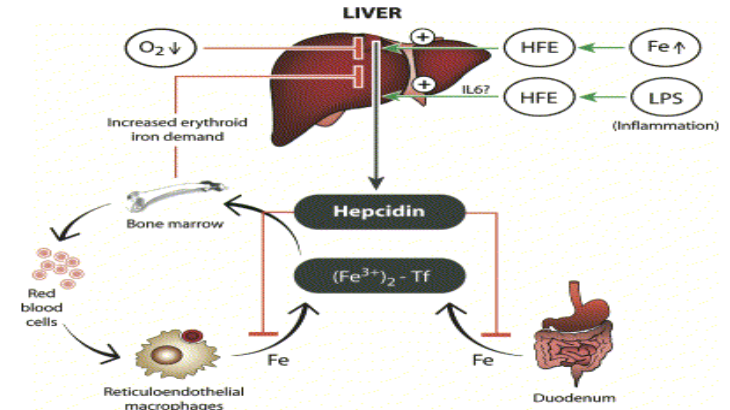 LIVER
O₂ ↓
+
HFE
Fe ↑
+
IL6?
HFE
LPS
(Inflammation)
Increased erythroid
iron demand
Hepcidin
Bone marrow
(Fe³⁺)₂ - Tf
Red
blood
cells
Fe
Fe
Reticuloendothelial
macrophages
Duodenum